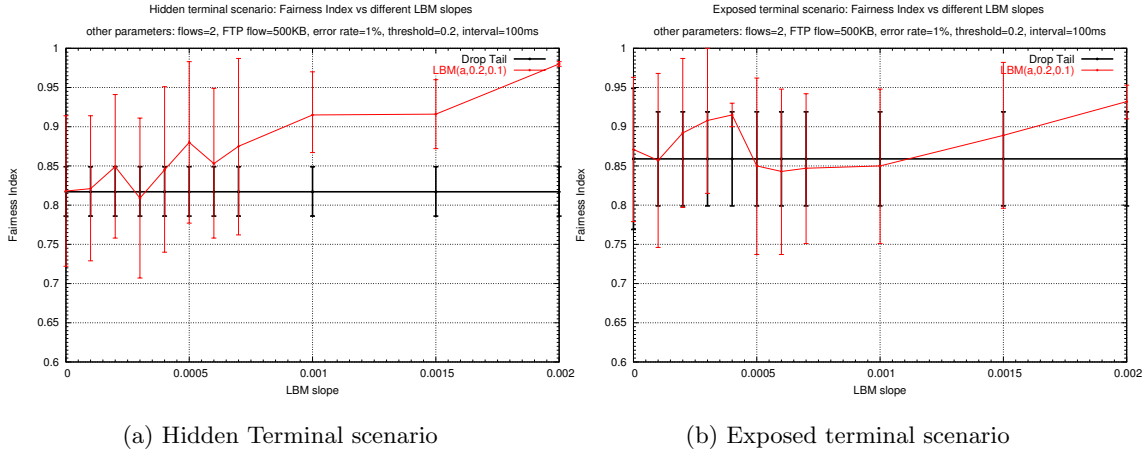 Hidden terminal scenario: Fairness Index vs different LBM slopes
other parameters: flows=2, FTP flow=500KB, error rate=1%, threshold=0.2, interval=100ms
1
0.95
0.9
0.85
0.8
0.75
0.7
0.65
0.6
Fairness Index
Drop Tail
LBM(a,0.2,0.1)
0
0.0005
0.001
0.0015
0.002
LBM slope
(a) Hidden Terminal scenario
Exposed terminal scenario: Fairness Index vs different LBM slopes
other parameters: flows=2, FTP flow=500KB, error rate=1%, threshold=0.2, interval=100ms
1
0.95
0.9
0.85
0.8
0.75
0.7
0.65
0.6
Fairness Index
Drop Tail
LBM(a,0.2,0.1)
0
0.0005
0.001
0.0015
0.002
LBM slope
(b) Exposed terminal scenario